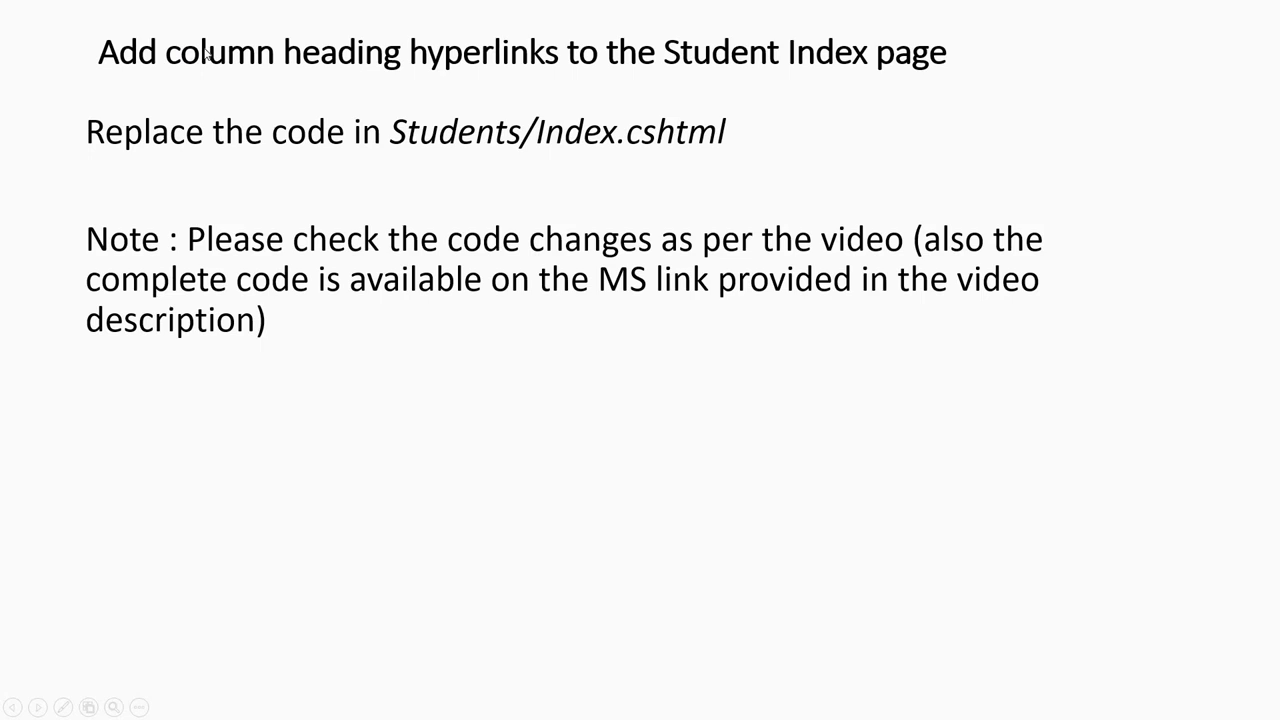 Add column heading hyperlinks to the Student Index page
Replace the code in Students/Index.cshtml
Note : Please check the code changes as per the video (also the
complete code is available on the MS link provided in the video
description)